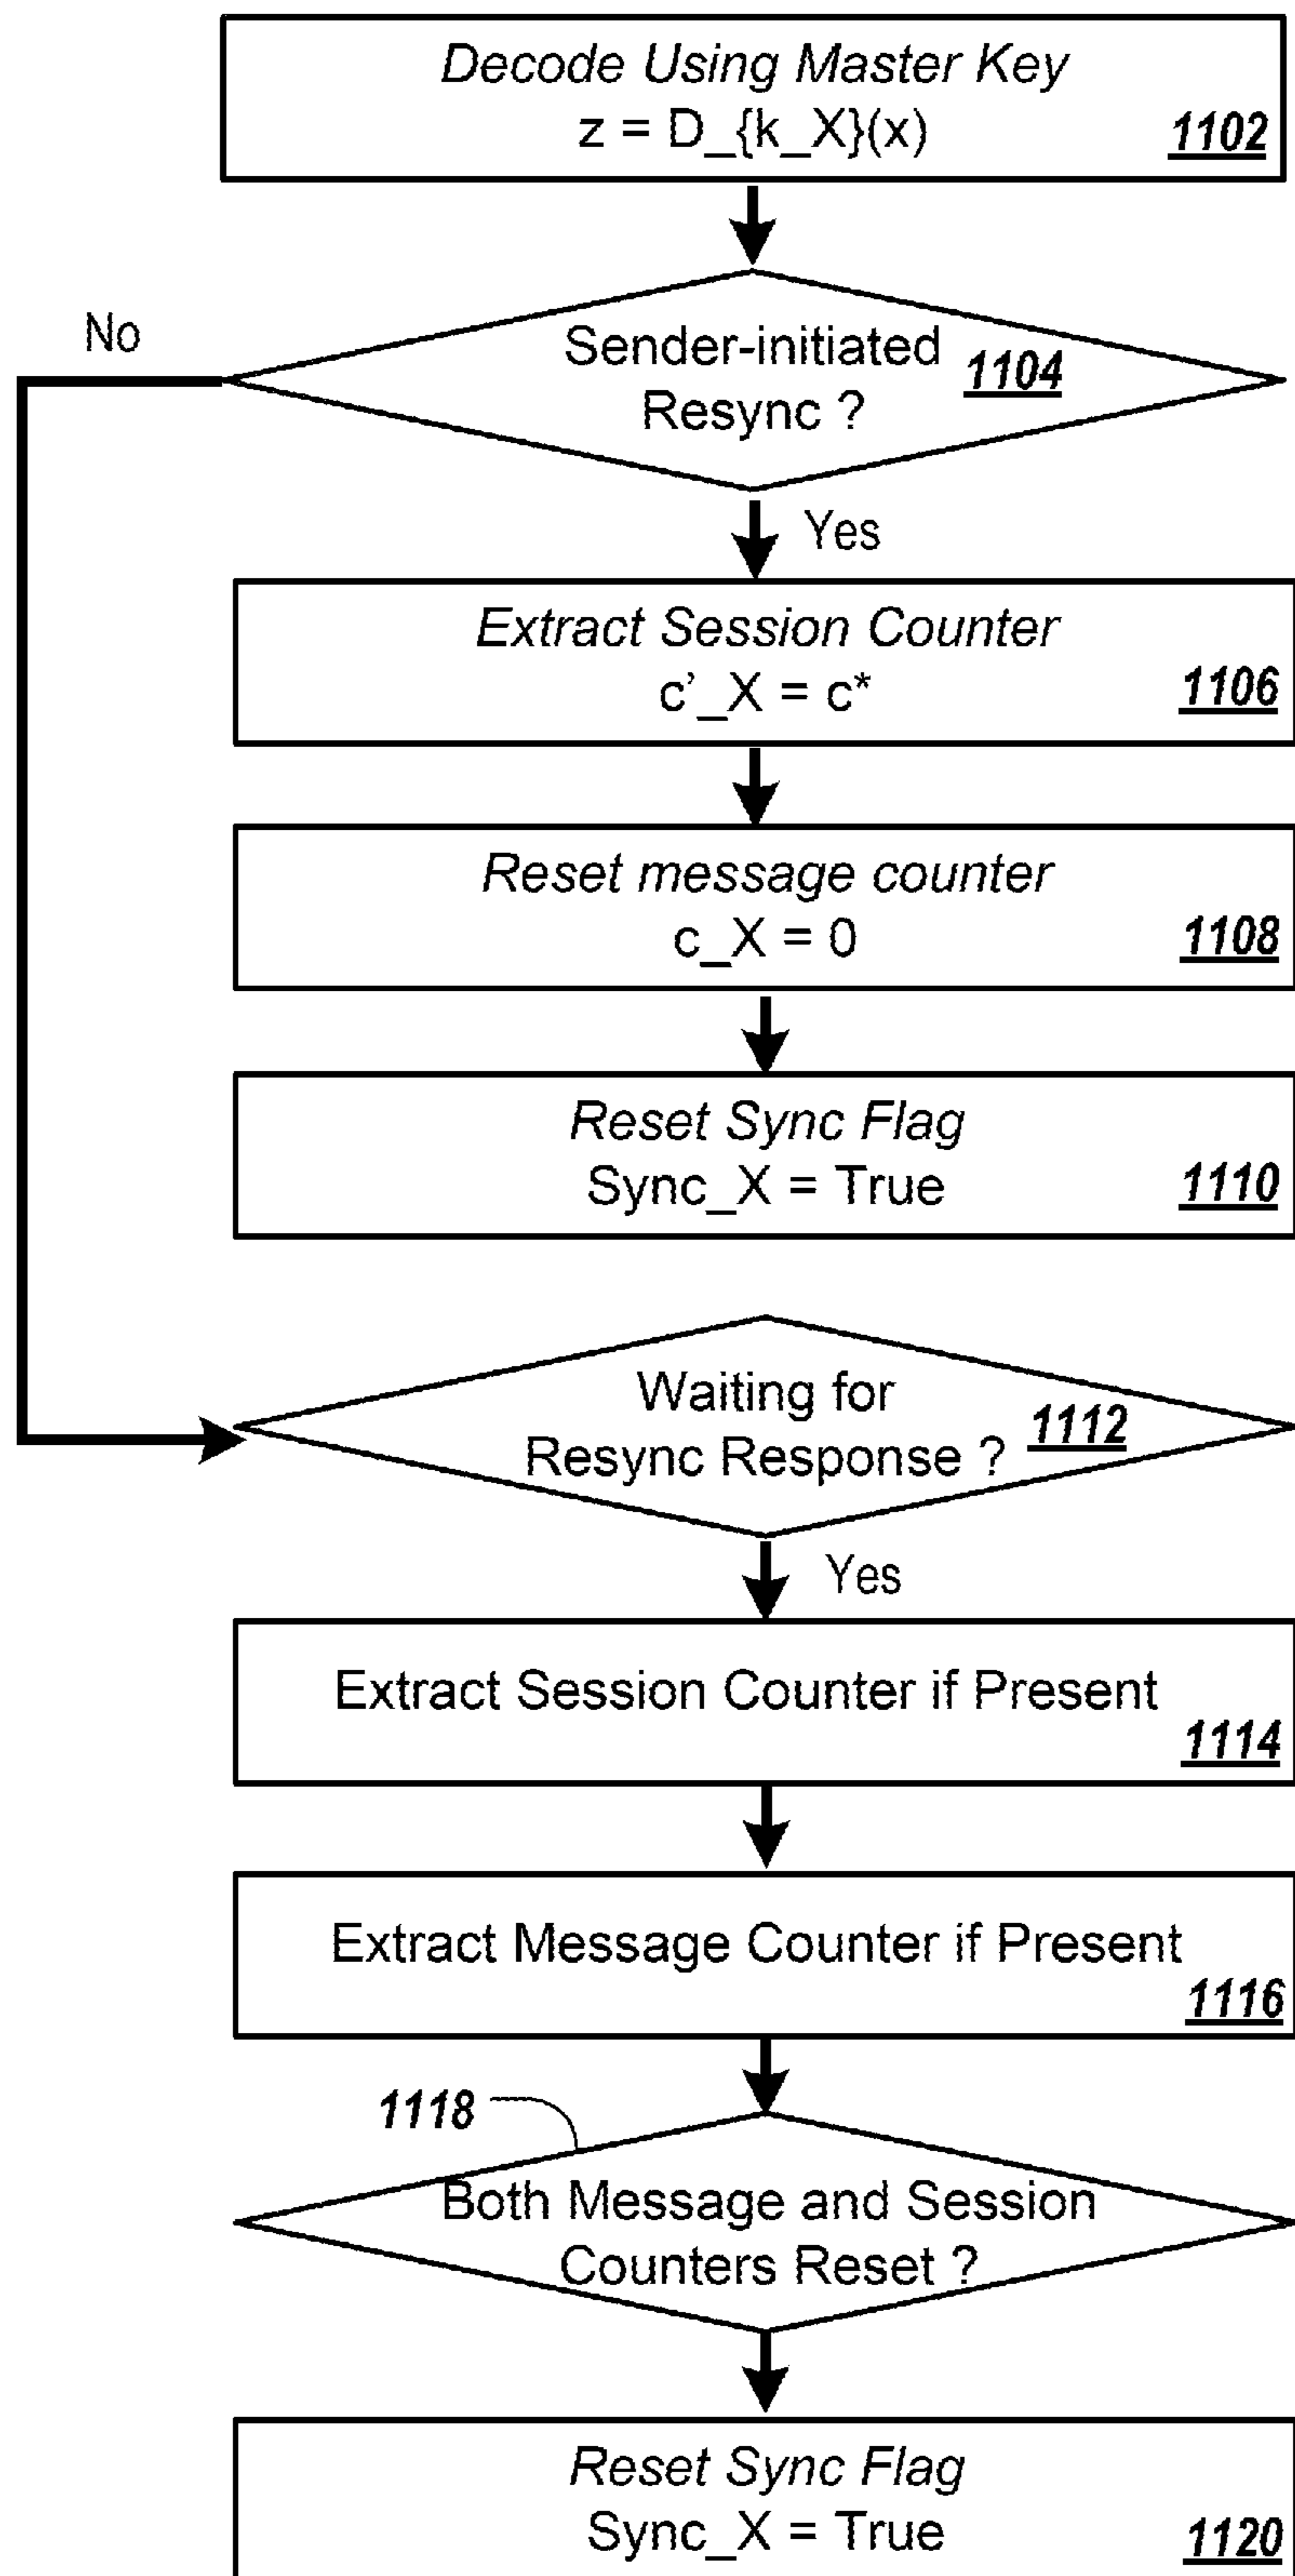 Decode Using Master Key
z = D_{k_X}(x)
1102
No
Sender-initiated
Resync ?
1104
Yes
Extract Session Counter
c’_X = c*
1106
Reset message counter
c_X = 0
1108
Reset Sync Flag
Sync_X = True
1110
Waiting for
Resync Response ?
1112
Yes
Extract Session Counter if Present
1114
Extract Message Counter if Present
1116
1118
Both Message and Session
Counters Reset ?
Reset Sync Flag
Sync_X = True
1120